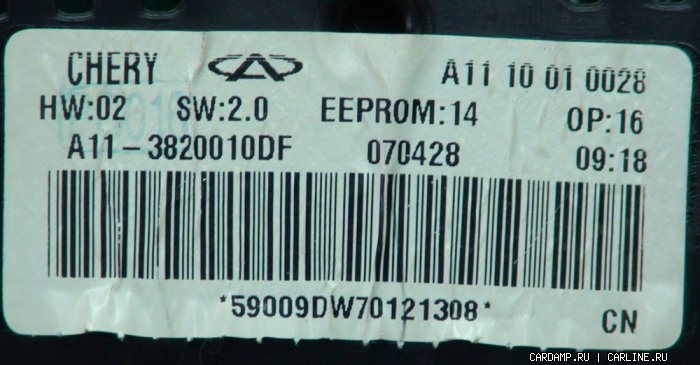 CHERY A11 10 01 0028
HW:02 SW:2.0 EEPROM:14 OP:16
A11-3820010DF 070428 09:18
*59009DW70121308*
CN
CARDAMP.RU | CARLINE.RU